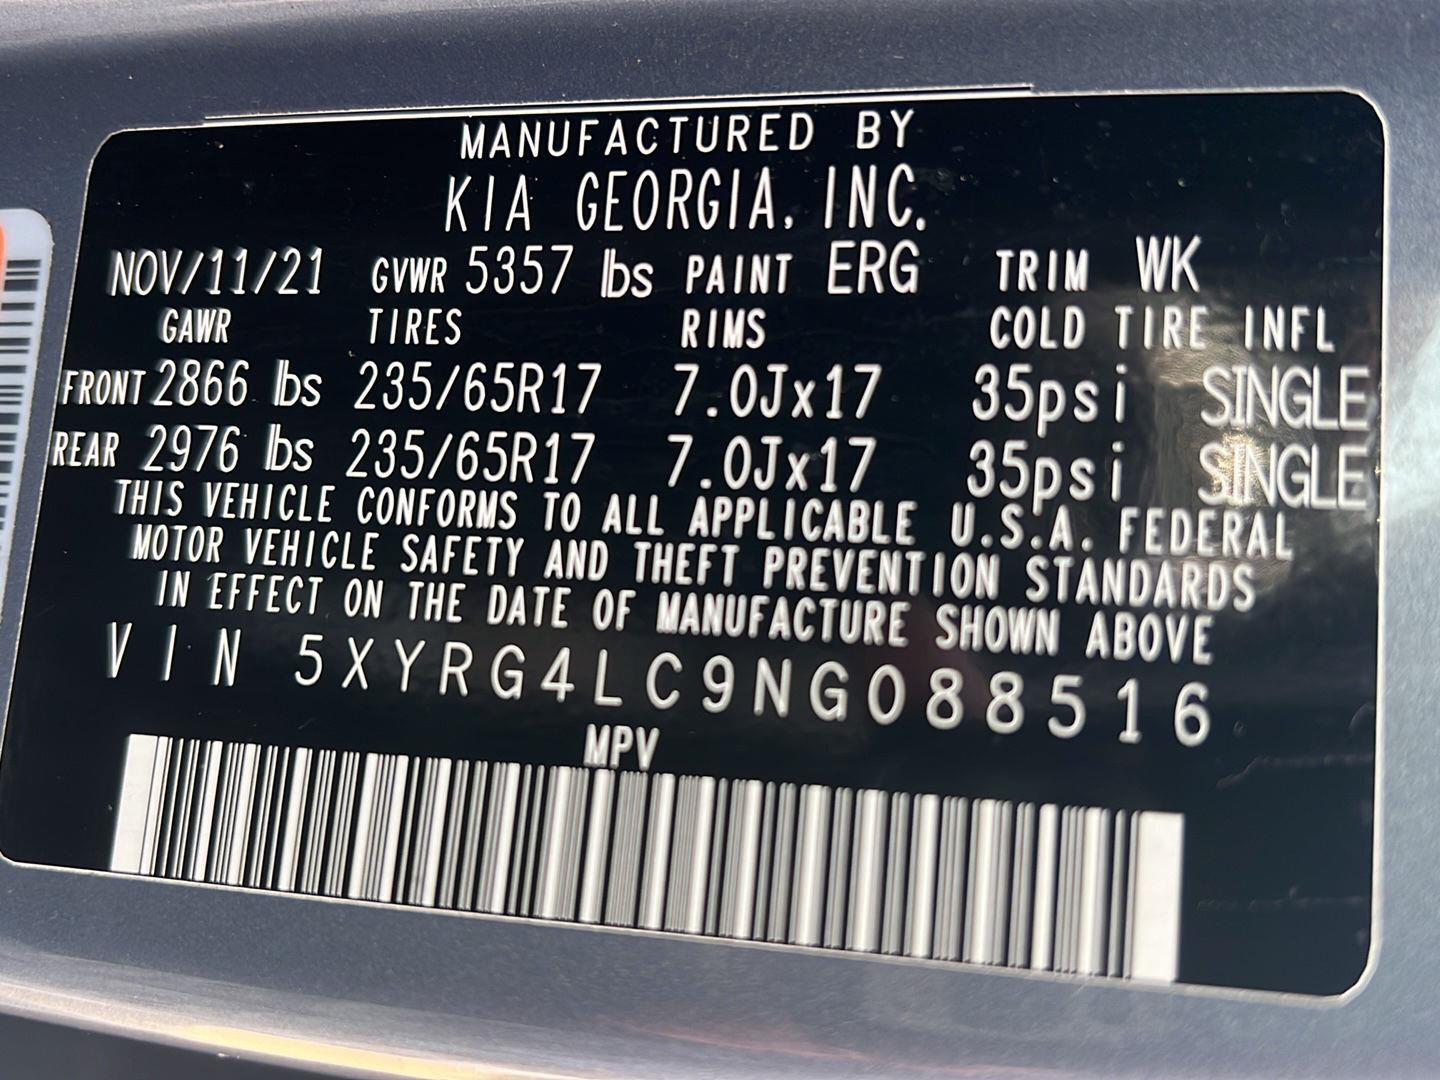 MANUFACTURED BY
KIA GEORGIA, INC.
NOV/11/21 GVWR 5357 lbs PAINT ERG TRIM WK
GAWR TIRES RIMS COLD TIRE INFL
FRONT 2866 lbs 235/65R17 7.0Jx17 35psi SINGLE
REAR 2976 lbs 235/65R17 7.0Jx17 35psi SINGLE
THIS VEHICLE CONFORMS TO ALL APPLICABLE U.S.A. FEDERAL
MOTOR VEHICLE SAFETY AND THEFT PREVENTION STANDARDS
IN EFFECT ON THE DATE OF MANUFACTURE SHOWN ABOVE
VIN 5XYRG4LC9NG088516
MPV